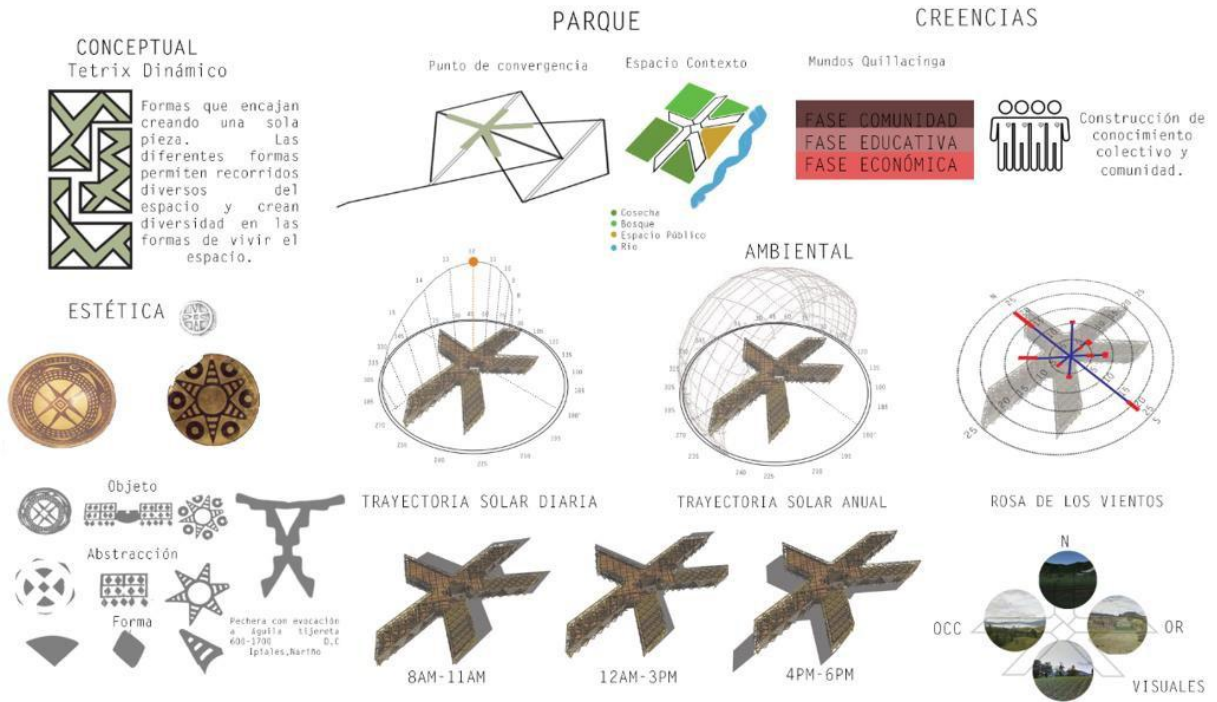 PARQUE
CREENCIAS
CONCEPTUAL
Tetrix Dinámico
Formas que encajan
creando una sola
pieza. Las
diferentes formas
permiten recorridos
diversos del
espacio y crean
diversidad en las
formas de vivir el
espacio.
Punto de convergencia
Espacio Contexto
Cosecha
Bosque
Espacio Público
Rio
Mundos Quillacinga
FASE COMUNIDAD
FASE EDUCATIVA
FASE ECONÓMICA
Construcción de
conocimiento
colectivo y
comunidad.
ESTÉTICA
Objeto
Abstracción
Forma
Pechera con evocación
a águila tijereta
600-1700 D.C
Ipiales,Nariño
AMBIENTAL
TRAYECTORIA SOLAR DIARIA
TRAYECTORIA SOLAR ANUAL
ROSA DE LOS VIENTOS
8AM-11AM
12AM-3PM
4PM-6PM
N
OCC
OR
VISUALES